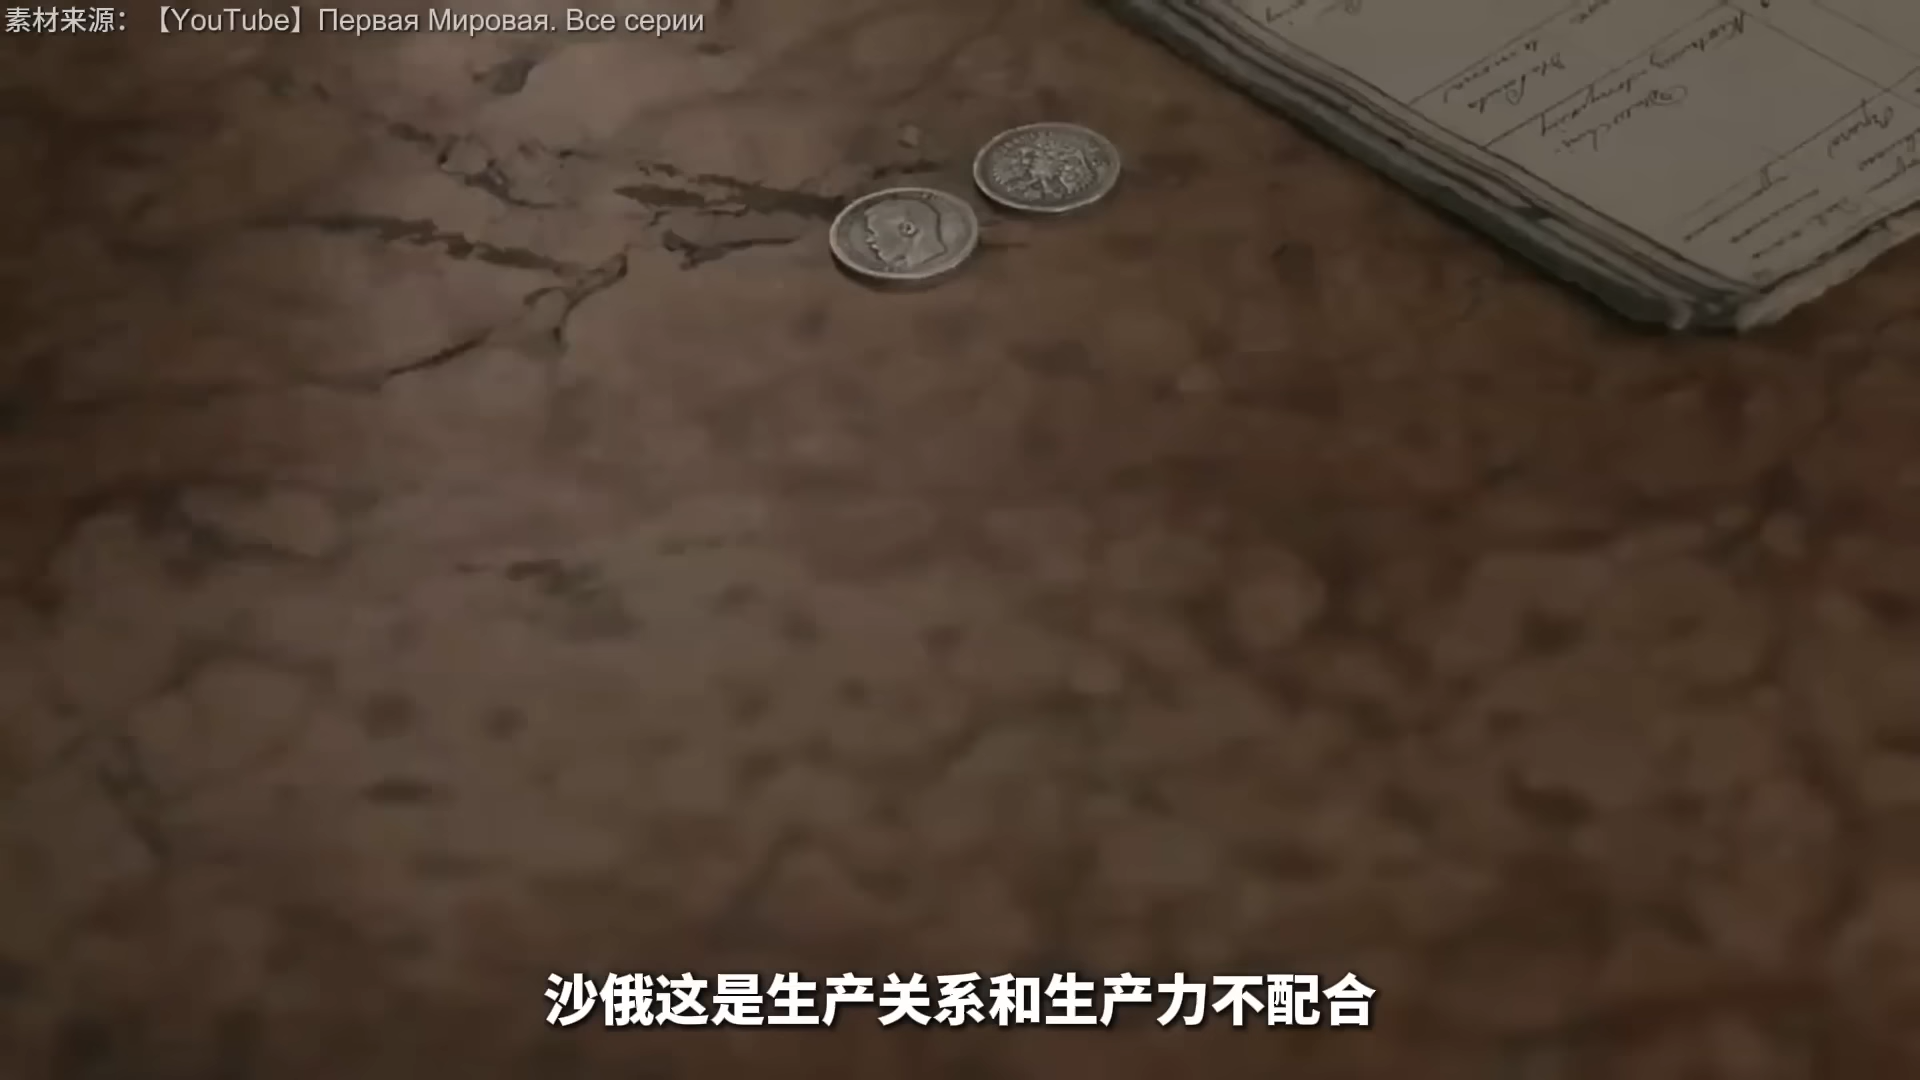 素材来源：【YouTube】Первая Мировая. Все серии
沙俄这是生产关系和生产力不配合